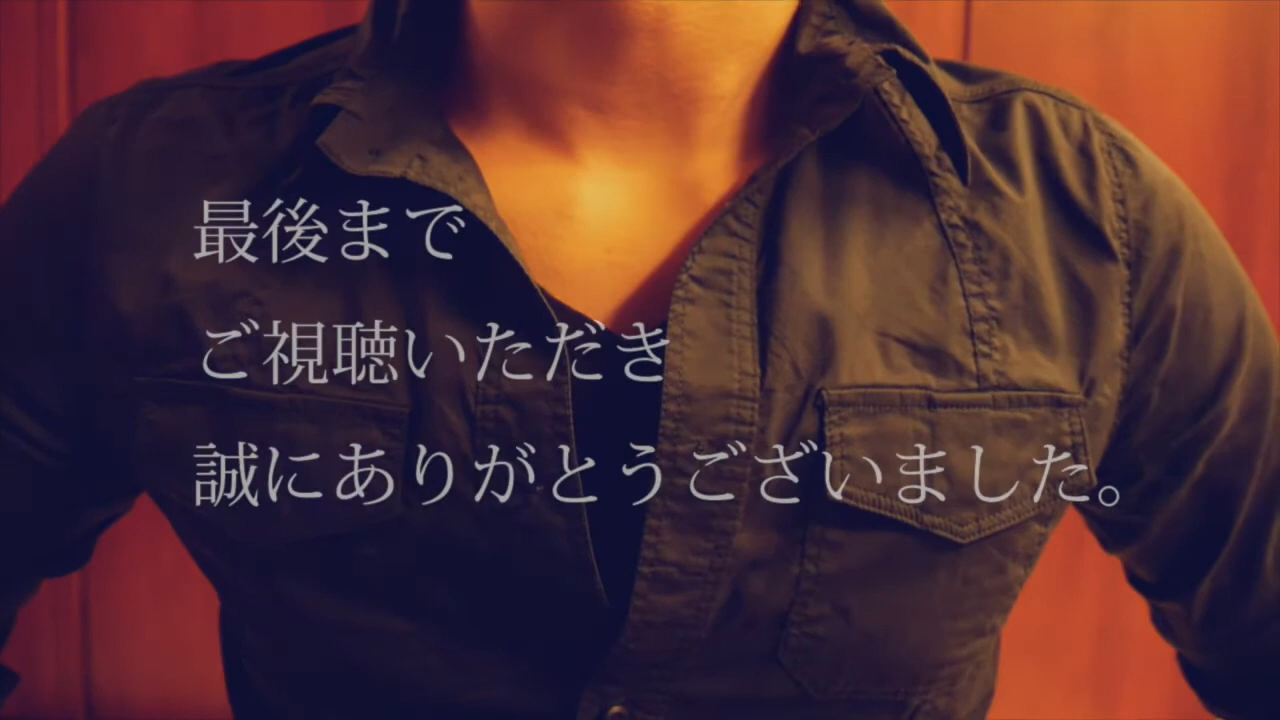 最後まで
ご視聴いただき
誠にありがとうございました。